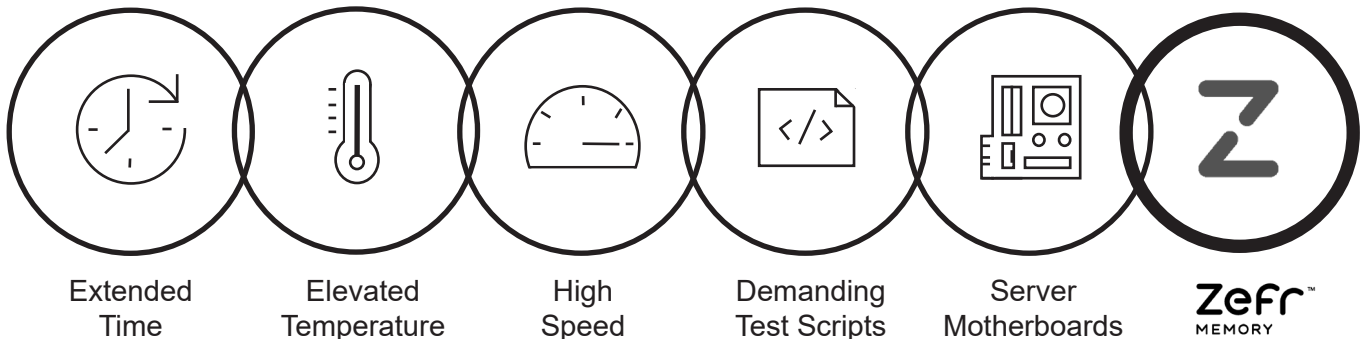 </>
Extended
Time
Elevated
Temperature
High
Speed
Demanding
Test Scripts
Server
Motherboards
Z
Zefr™
MEMORY